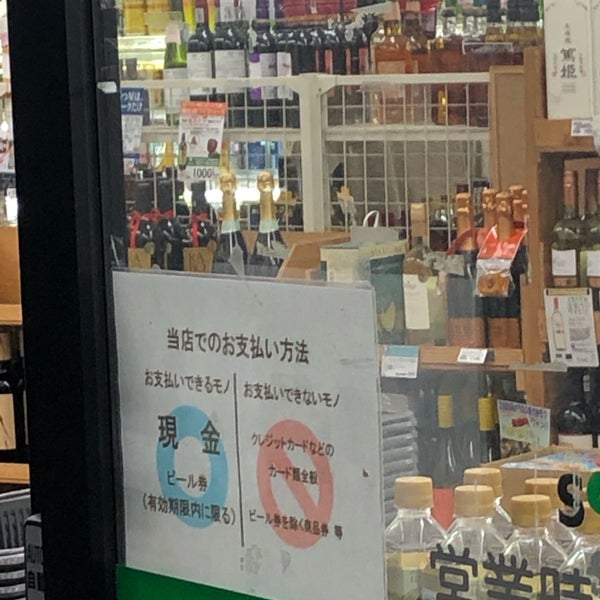 篤姫
1000
当店でのお支払い方法
お支払いできるモノ
現金
ビール券
(有効期限内に限る)
お支払いできないモノ
クレジットカードなどの
カード類全般
ビール券を除く商品券 等
営業時